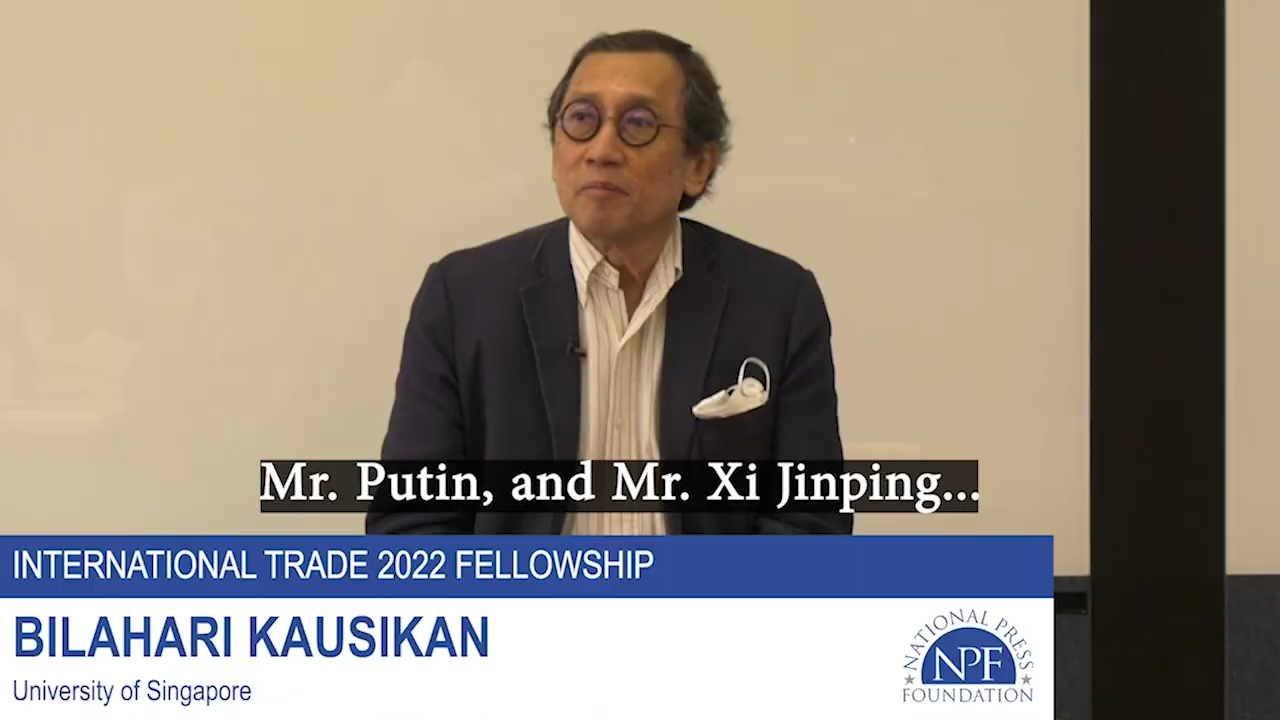 Mr. Putin, and Mr. Xi Jinping...
INTERNATIONAL TRADE 2022 FELLOWSHIP
BILAHARI KAUSIKAN
University of Singapore
NATIONAL PRESS
NPF
FOUNDATION